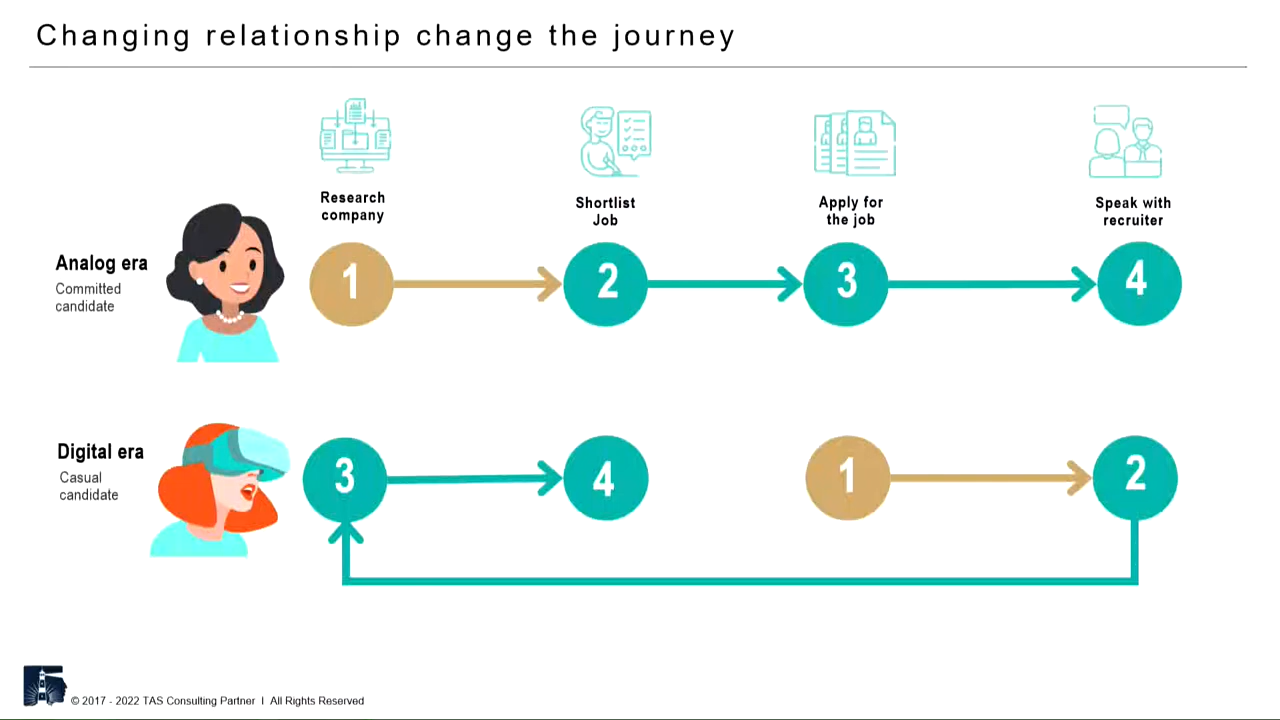 Changing relationship change the journey
Research
company
Shortlist
Job
Apply for
the job
Speak with
recruiter
Analog era
Committed
candidate
1
2
3
4
Digital era
Casual
candidate
3
4
1
2
© 2017 - 2022 TAS Consulting Partner I All Rights Reserved